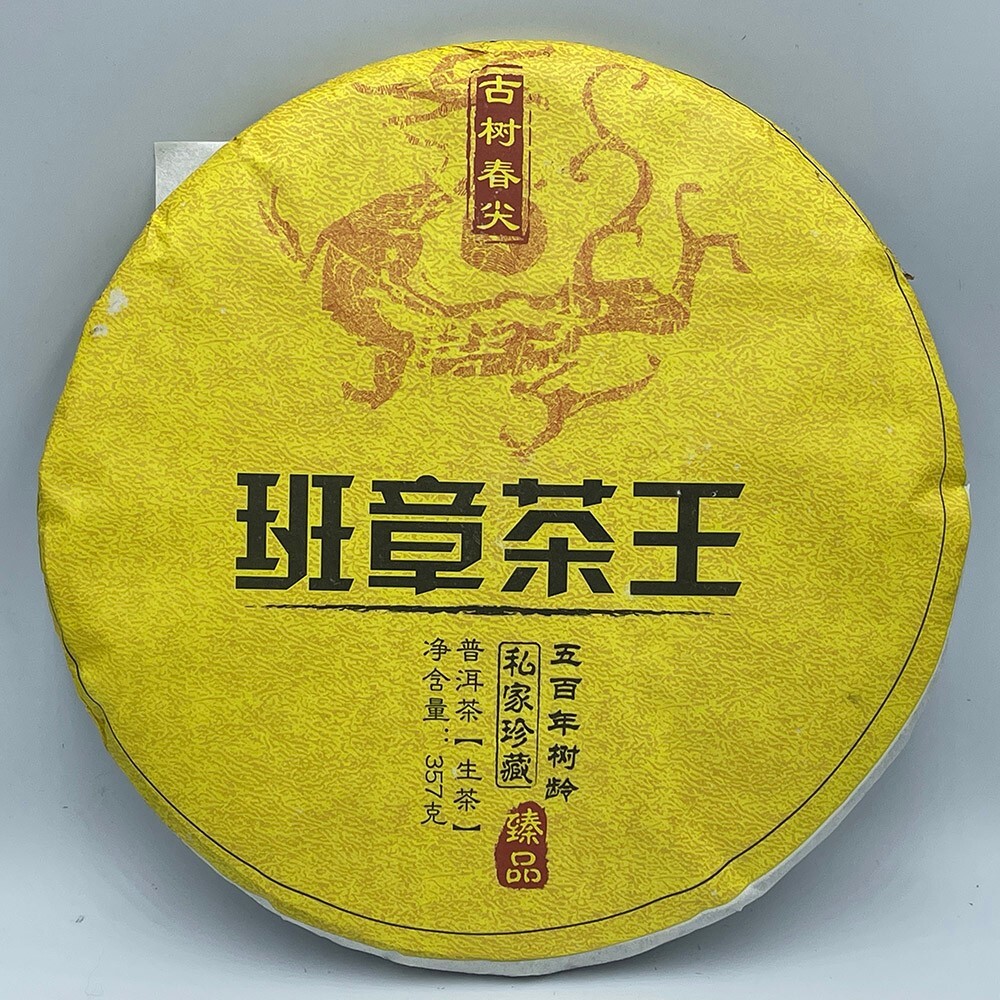 古树春尖
班章茶王
五百年树龄
私家珍藏
臻品
普洱茶【生茶】
净含量：357克